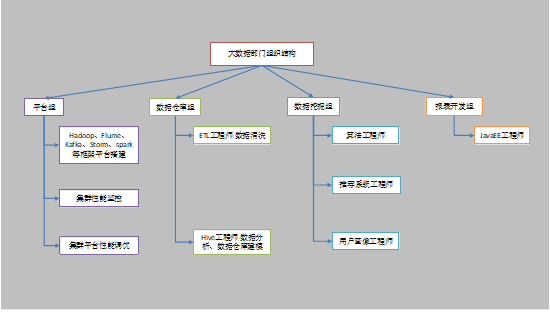 大数据部门组织结构
平台组
数据仓库组
数据挖掘组
报表开发组
Hadoop、Flume、
Kafka、Storm、spark
等框架平台搭建
集群性能监控
集群平台性能调优
ETL工程师-数据清洗
Hive工程师-数据分
析、数据仓库建模
算法工程师
推荐系统工程师
用户画像工程师
JavaEE工程师